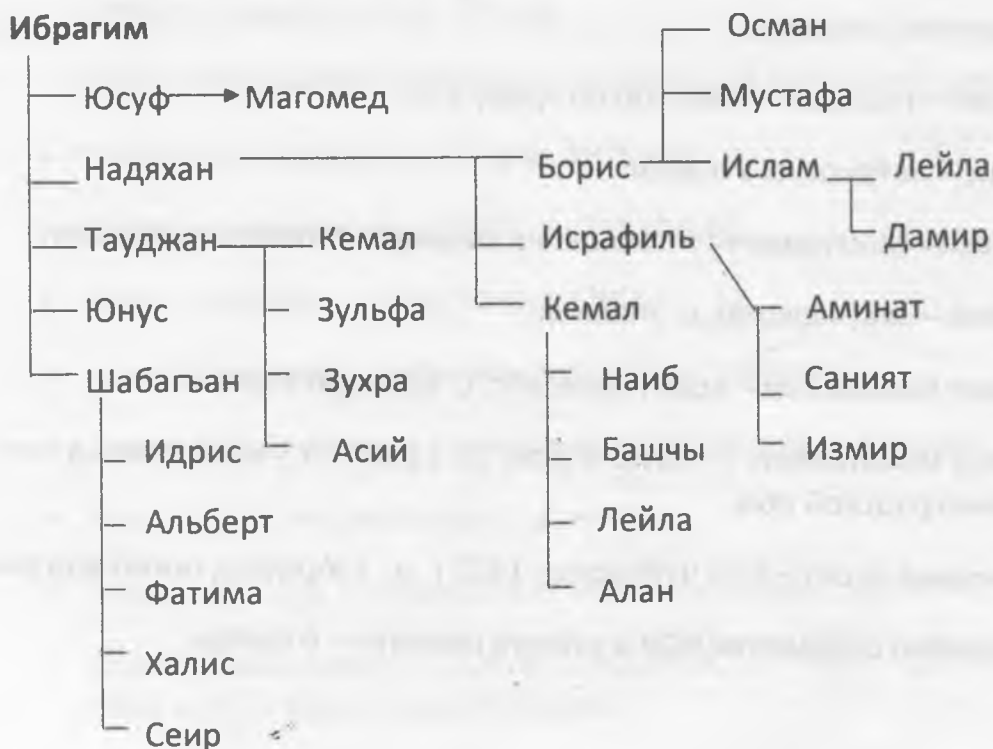 Ибрагим Осман
Юсуф Магомед Мустафа
Надяхан Борис Ислам Лейла
Тауджан Кемал Исрафиль Дамир
Юнус Зульфа Кемал Аминат
Шабагъан Зухра Наиб Саният
Идрис Асий Башчы Измир
Альберт Лейла
Фатима Алан
Халис
Сеир